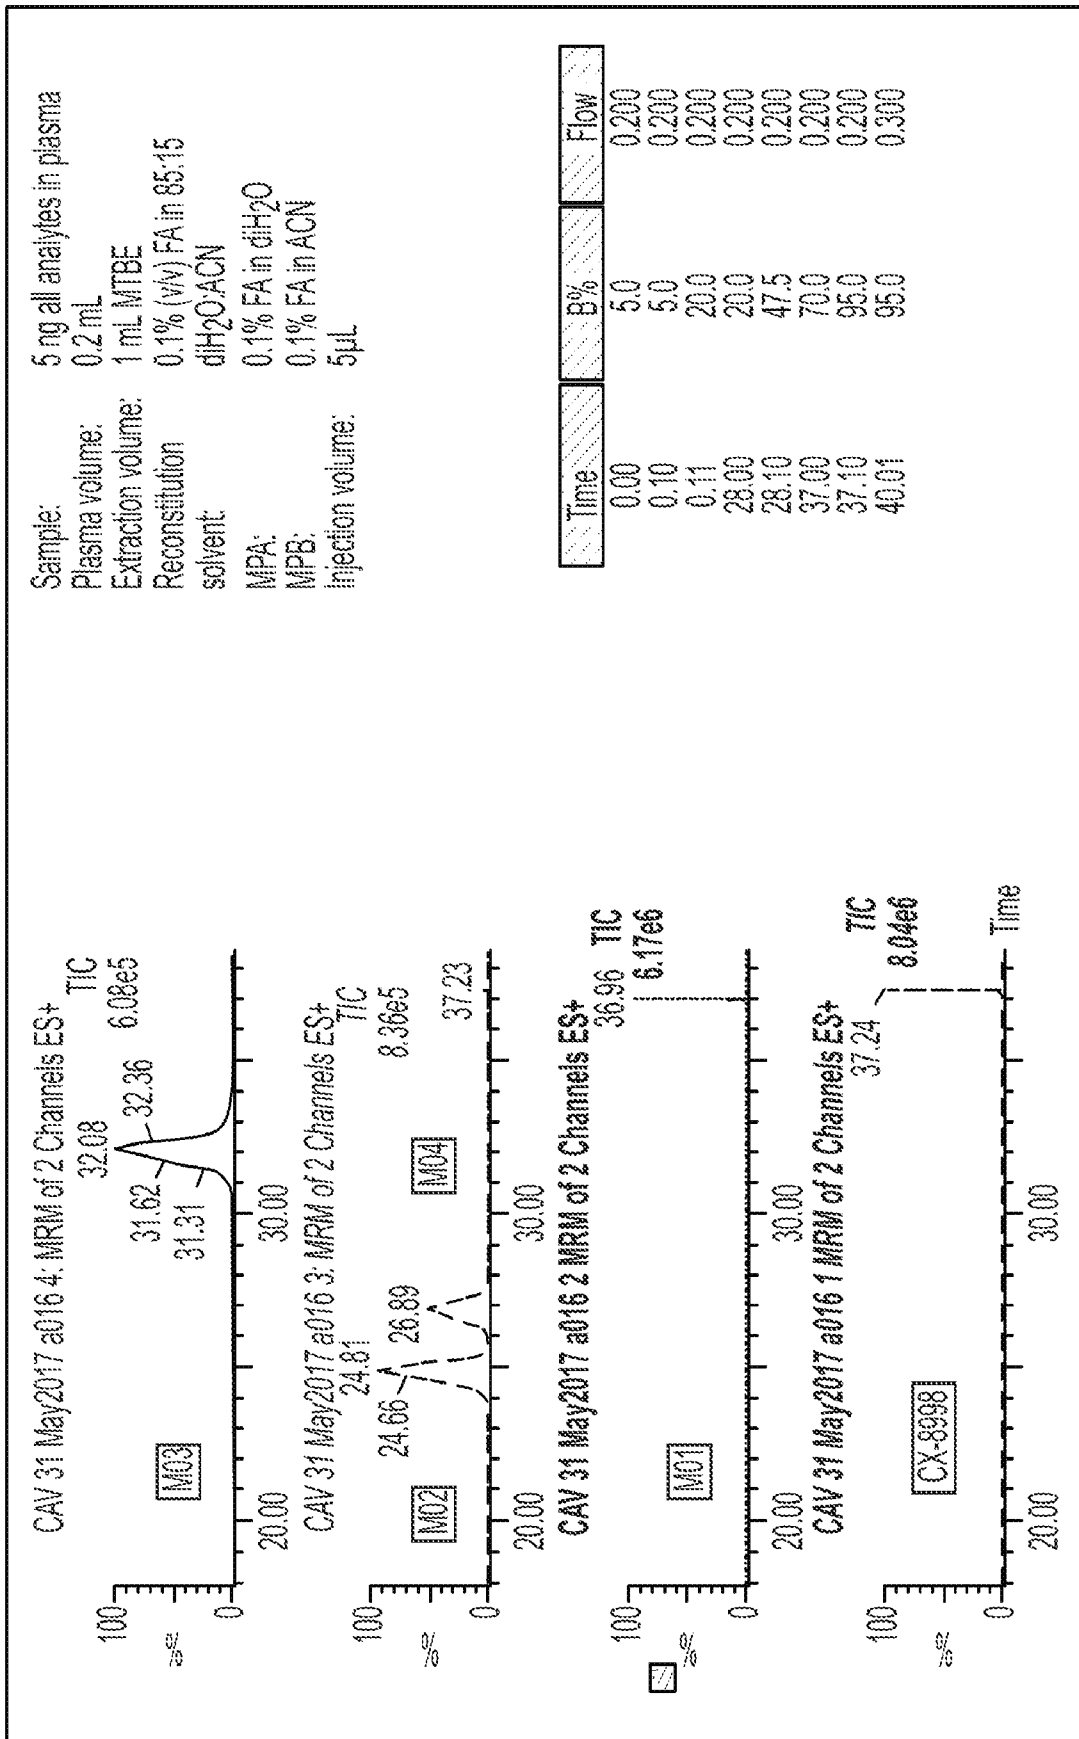 CAV 31 May2017 a016 4: MRM of 2 Channels ES+
TIC
6.08e5
32.08
32.36
31.62
31.31
M03
100
%
0
20.00
30.00
CAV 31 May2017 a016 3: MRM of 2 Channels ES+
TIC
8.36e5
24.81
24.66
26.89
37.23
M02
M04
100
%
0
20.00
30.00
CAV 31 May2017 a016 2 MRM of 2 Channels ES+
36.96
TIC
6.17e6
M01
100
%
0
20.00
30.00
CAV 31 May2017 a016 1 MRM of 2 Channels ES+
37.24
TIC
8.04e6
CX-8998
100
%
0
20.00
30.00
Time
Sample: 5 ng all analytes in plasma
Plasma volume: 0.2 mL
Extraction volume: 1 mL MTBE
Reconstitution 0.1% (v/v) FA in 85:15
solvent: diH2O:ACN
MPA: 0.1% FA in diH2O
MPB: 0.1% FA in ACN
Injection volume: 5µL
Time B% Flow
0.00 5.0 0.200
0.10 5.0 0.200
0.11 20.0 0.200
28.00 20.0 0.200
28.10 47.5 0.200
37.00 70.0 0.200
37.10 95.0 0.200
40.01 95.0 0.300